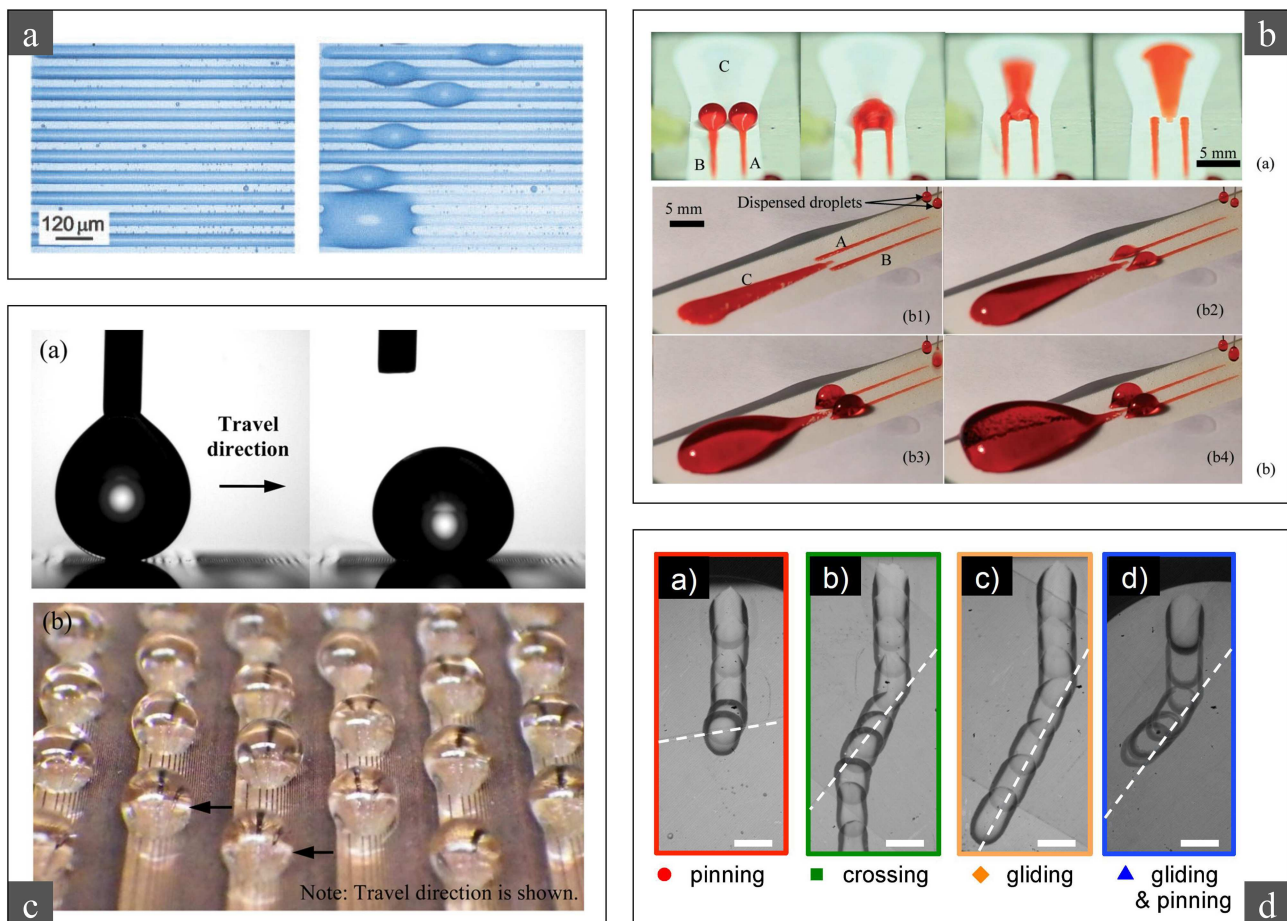 a
120 μm
b
C
B
A
5 mm
(a)
5 mm
Dispensed droplets
A
B
C
(b1)
(b2)
(b3)
(b4)
(b)
(a)
Travel
direction
(b)
Note: Travel direction is shown.
c
a)
b)
c)
d)
pinning
crossing
gliding
gliding
& pinning
d